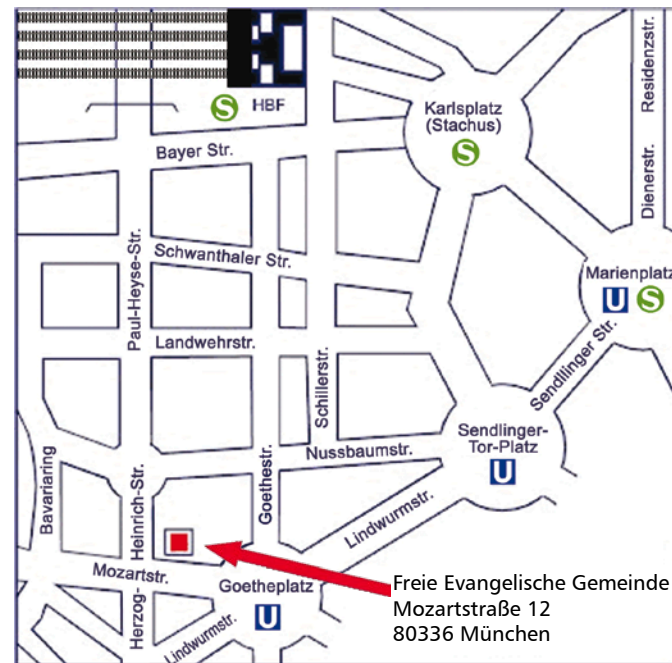 HBF
S
Bayer Str.
Karlsplatz
(Stachus)
S
Residenzstr.
Dienerstr.
Paul-Heyse-Str.
Schwanthaler Str.
Marienplatz
U S
Landwehrstr.
Schillerstr.
Sendllinger Str.
Sendlinger-
Tor-Platz
U
Nussbaumstr.
Goethestr.
Bavariaring
Herzog-Heinrich-Str.
Lindwurmstr.
Mozartstr.
Goetheplatz
U
Lindwurmstr.
Freie Evangelische Gemeinde
Mozartstraße 12
80336 München